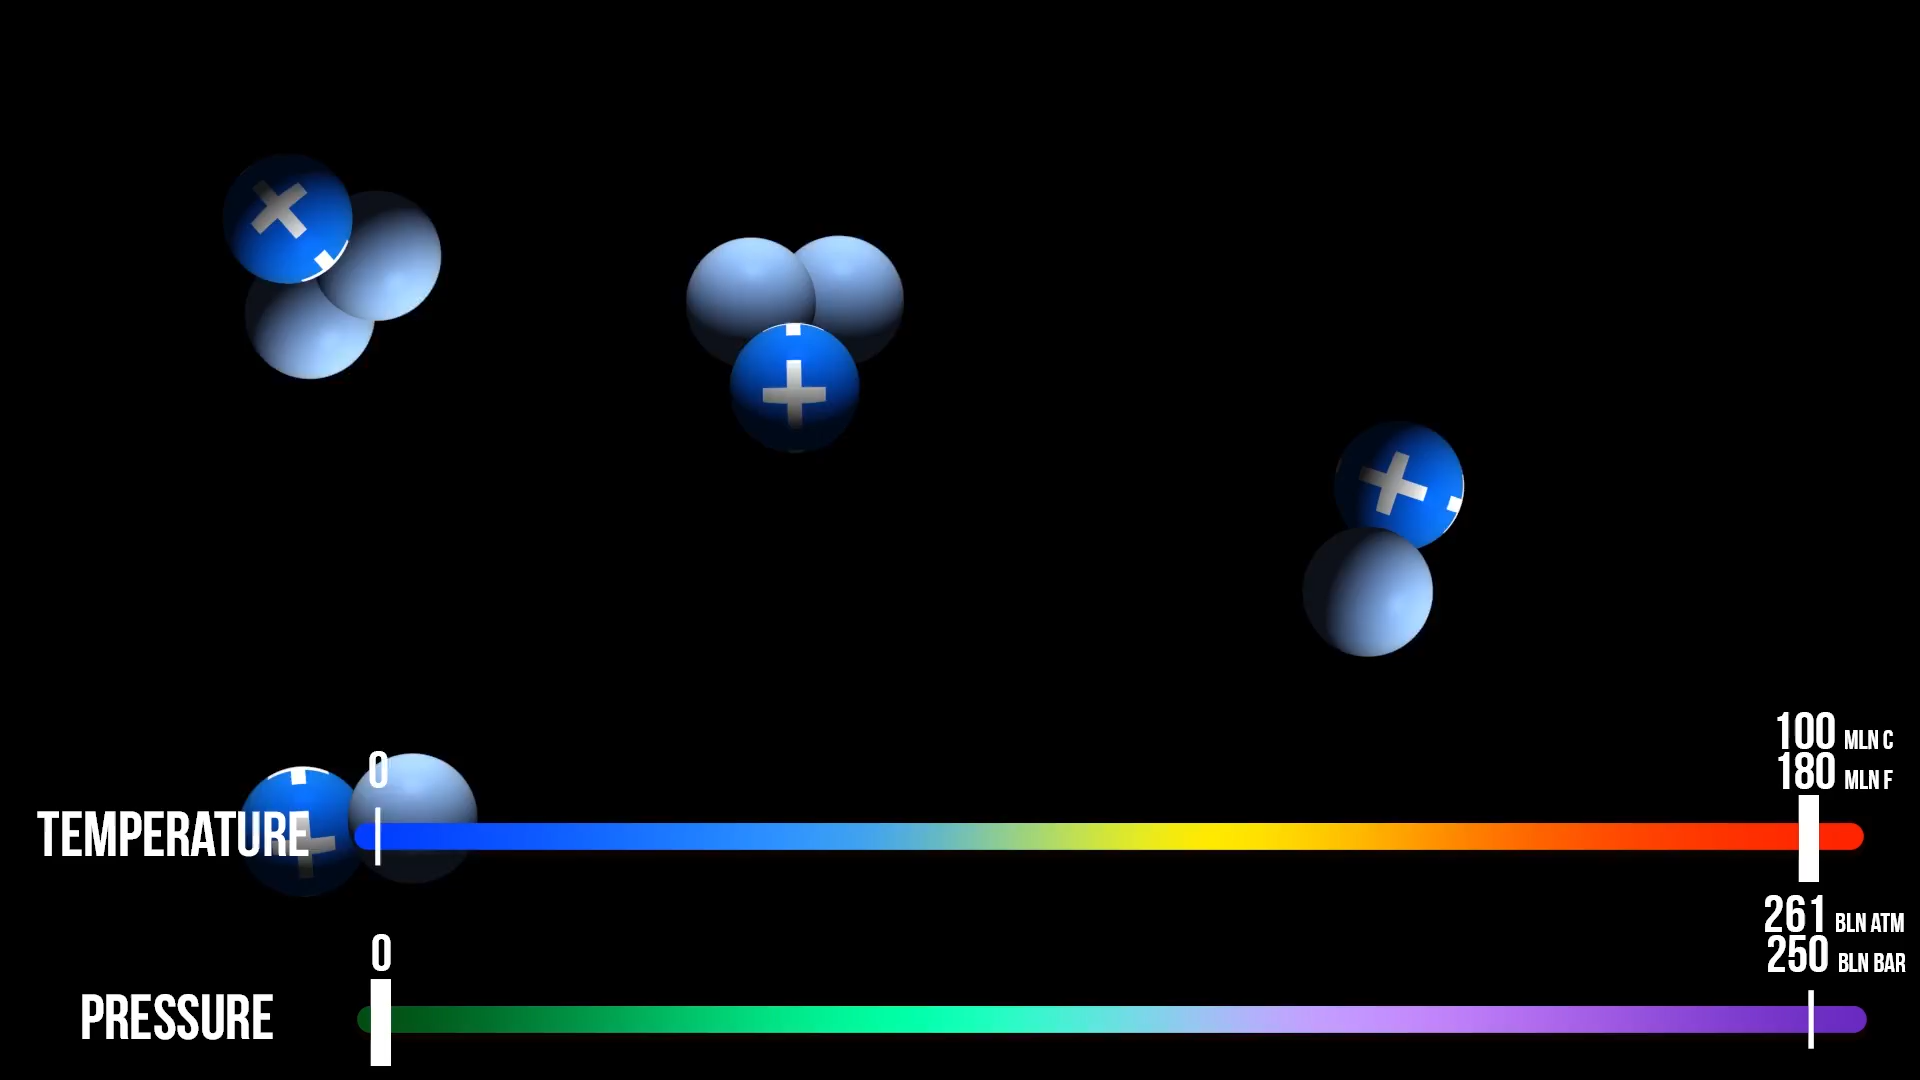 100 MLN C
180 MLN F
0
TEMPERATURE
261 BLN ATM
250 BLN BAR
0
PRESSURE